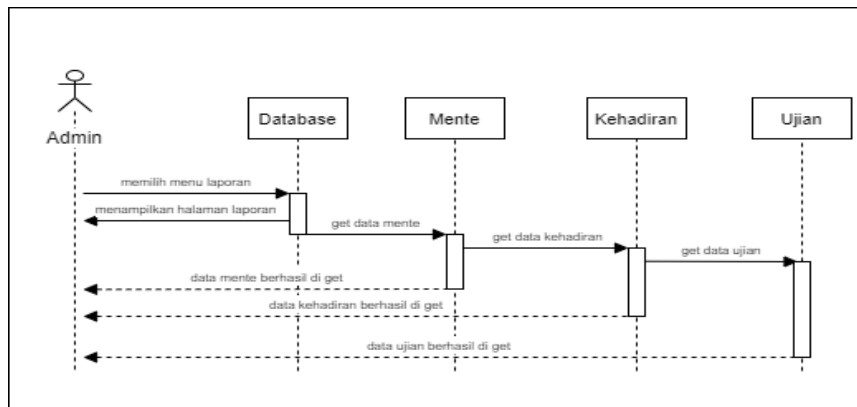 Admin
Database
Mente
Kehadiran
Ujian
memilih menu laporan
menampilkan halaman laporan
get data mente
get data kehadiran
get data ujian
data mente berhasil di get
data kehadiran berhasil di get
data ujian berhasil di get